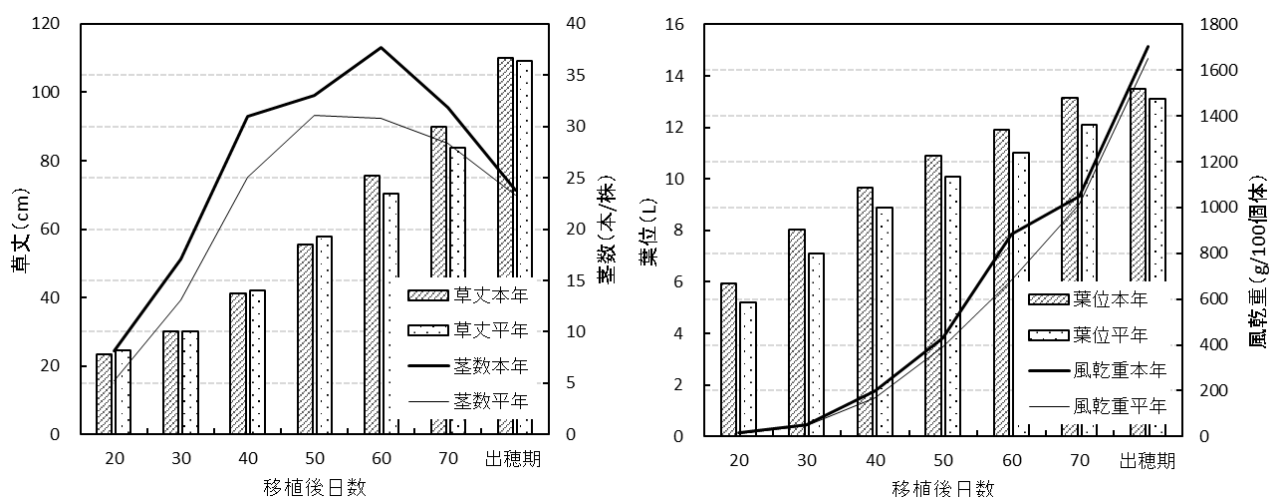 120
100
80
60
40
20
0
草丈(cm)
40
35
30
25
20
15
10
5
0
茎数(本/株)
草丈本年
草丈平年
茎数本年
茎数平年
20 30 40 50 60 70 出穂期
移植後日数
16
14
12
10
8
6
4
2
0
葉位(L)
1800
1600
1400
1200
1000
800
600
400
200
0
風乾重(g/100個体)
葉位本年
葉位平年
風乾重本年
風乾重平年
20 30 40 50 60 70 出穂期
移植後日数